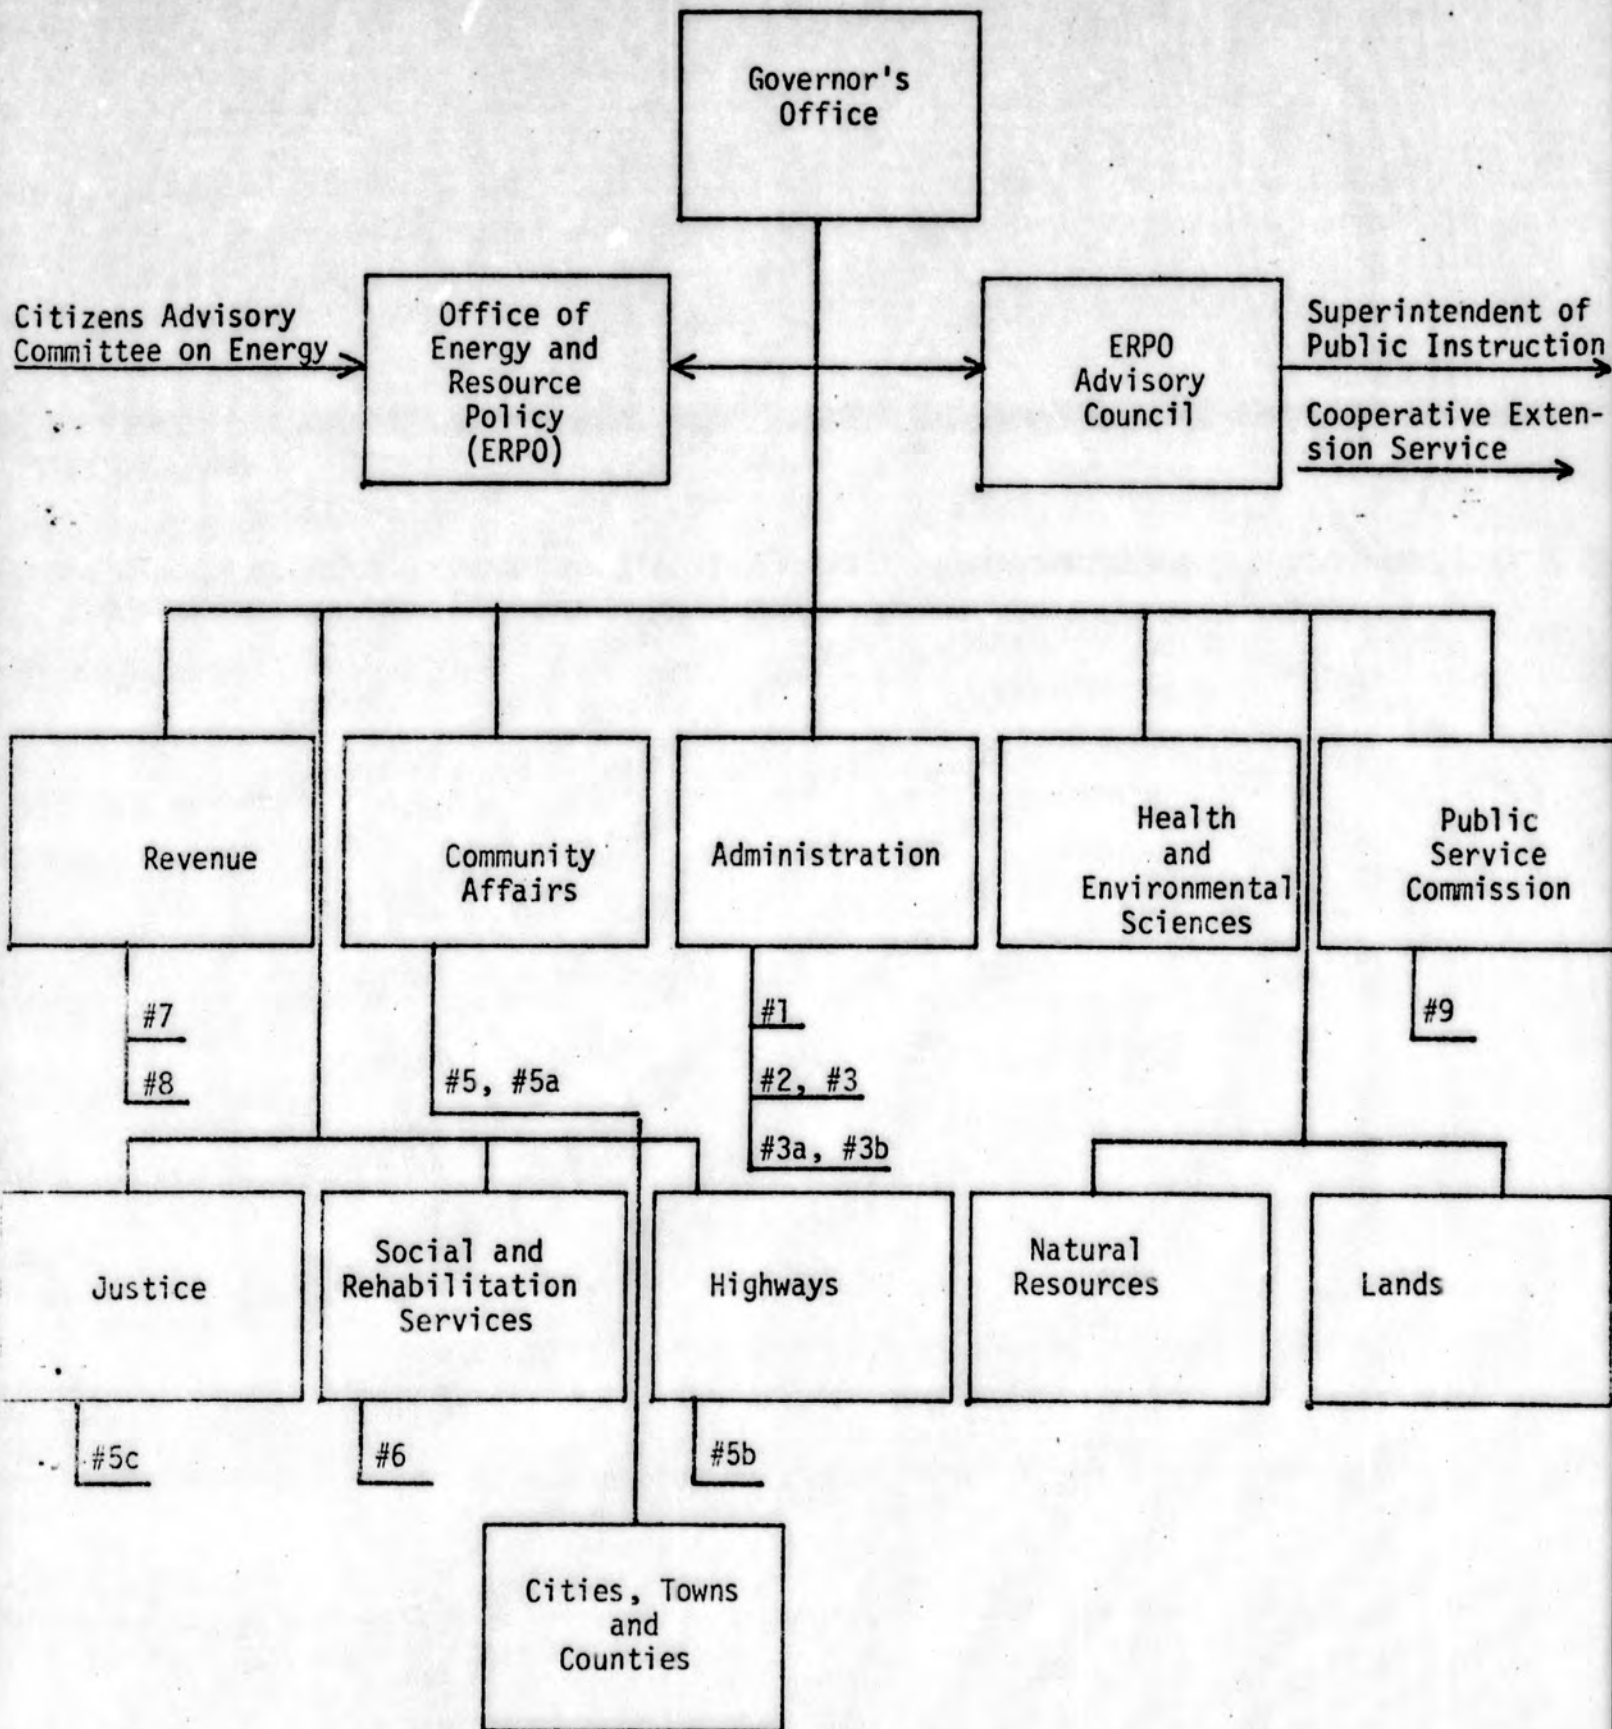 Governor's
Office
Citizens Advisory
Committee on Energy
Office of
Energy and
Resource
Policy
(ERPO)
ERPO
Advisory
Council
Superintendent of
Public Instruction
Cooperative Exten-
sion Service
Revenue
Community
Affairs
Administration
Health
and
Environmental
Sciences
Public
Service
Commission
#7
#8
#5, #5a
#1
#2, #3
#3a, #3b
#9
Justice
Social and
Rehabilitation
Services
Highways
Natural
Resources
Lands
#5c
#6
#5b
Cities, Towns
and
Counties